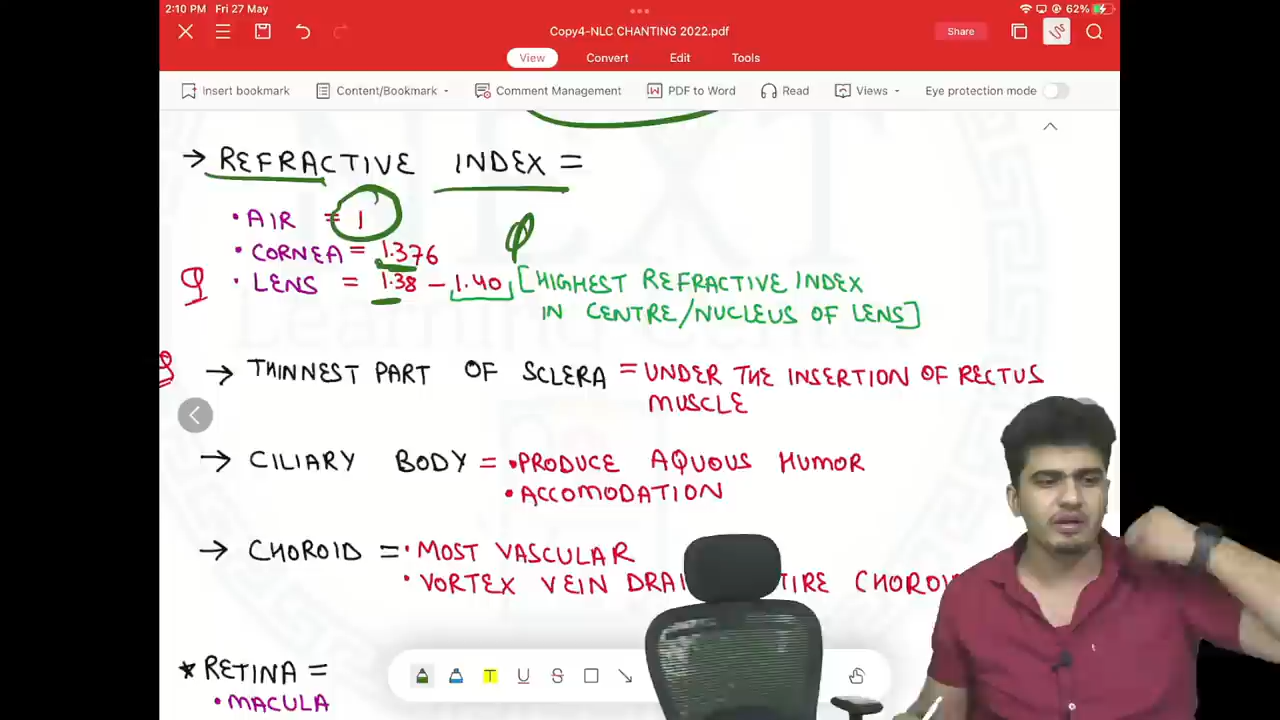 2:10 PM Fri 27 May
62%
Copy4-NLC CHANTING 2022.pdf
Share
View Convert Edit Tools
Insert bookmark Content/Bookmark Comment Management PDF to Word Read Views Eye protection mode
→ REFRACTIVE INDEX =
• AIR = 1
• CORNEA = 1.376
• LENS = 1.38 - 1.40 [HIGHEST REFRACTIVE INDEX
IN CENTRE/NUCLEUS OF LENS]
→ THINNEST PART OF SCLERA = UNDER THE INSERTION OF RECTUS
MUSCLE
→ CILIARY BODY = • PRODUCE AQUOUS HUMOR
• ACCOMODATION
→ CHOROID = • MOST VASCULAR
• VORTEX VEIN
* RETINA =
• MACULA